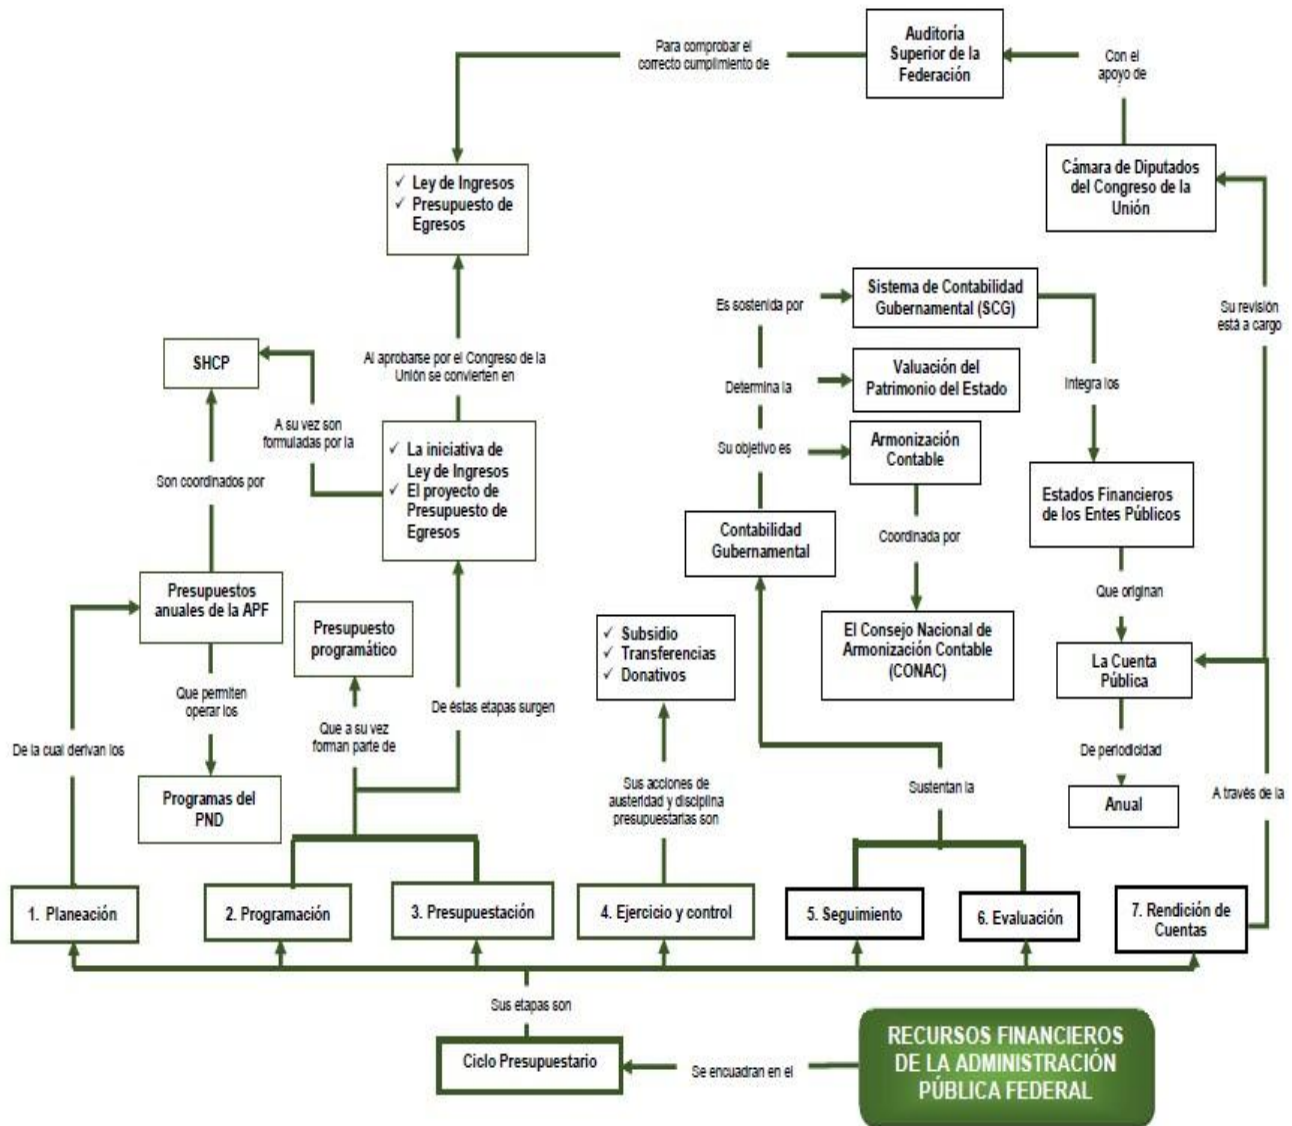 Auditoría
Superior de la
Federación
Para comprobar el
correcto cumplimiento de
Con el
apoyo de
Cámara de Diputados
del Congreso de la
Unión
✓ Ley de Ingresos
✓ Presupuesto de
Egresos
Es sostenida por
Sistema de Contabilidad
Gubernamental (SCG)
Su revisión
está a cargo
SHCP
Al aprobarse por el Congreso de la
Unión se convierten en
Determina la
Valuación del
Patrimonio del Estado
Integra los
A su vez son
formuladas por la
✓ La iniciativa de
Ley de Ingresos
✓ El proyecto de
Presupuesto de
Egresos
Su objetivo es
Armonización
Contable
Son coordinados por
Estados Financieros
de los Entes Públicos
Contabilidad
Gubernamental
Coordinada por
Presupuestos
anuales de la APF
Presupuesto
programático
Que originan
✓ Subsidio
✓ Transferencias
✓ Donativos
El Consejo Nacional de
Armonización Contable
(CONAC)
La Cuenta
Pública
Que permiten
operar los
De éstas etapas surgen
De la cual derivan los
Que a su vez
forman parte de
De periodicidad
Programas del
PND
Sus acciones de
austeridad y disciplina
presupuestarias son
Sustentan la
Anual
A través de la
1. Planeación
2. Programación
3. Presupuestación
4. Ejercicio y control
5. Seguimiento
6. Evaluación
7. Rendición de
Cuentas
Sus etapas son
Ciclo Presupuestario
Se encuadran en el
RECURSOS FINANCIEROS
DE LA ADMINISTRACIÓN
PÚBLICA FEDERAL